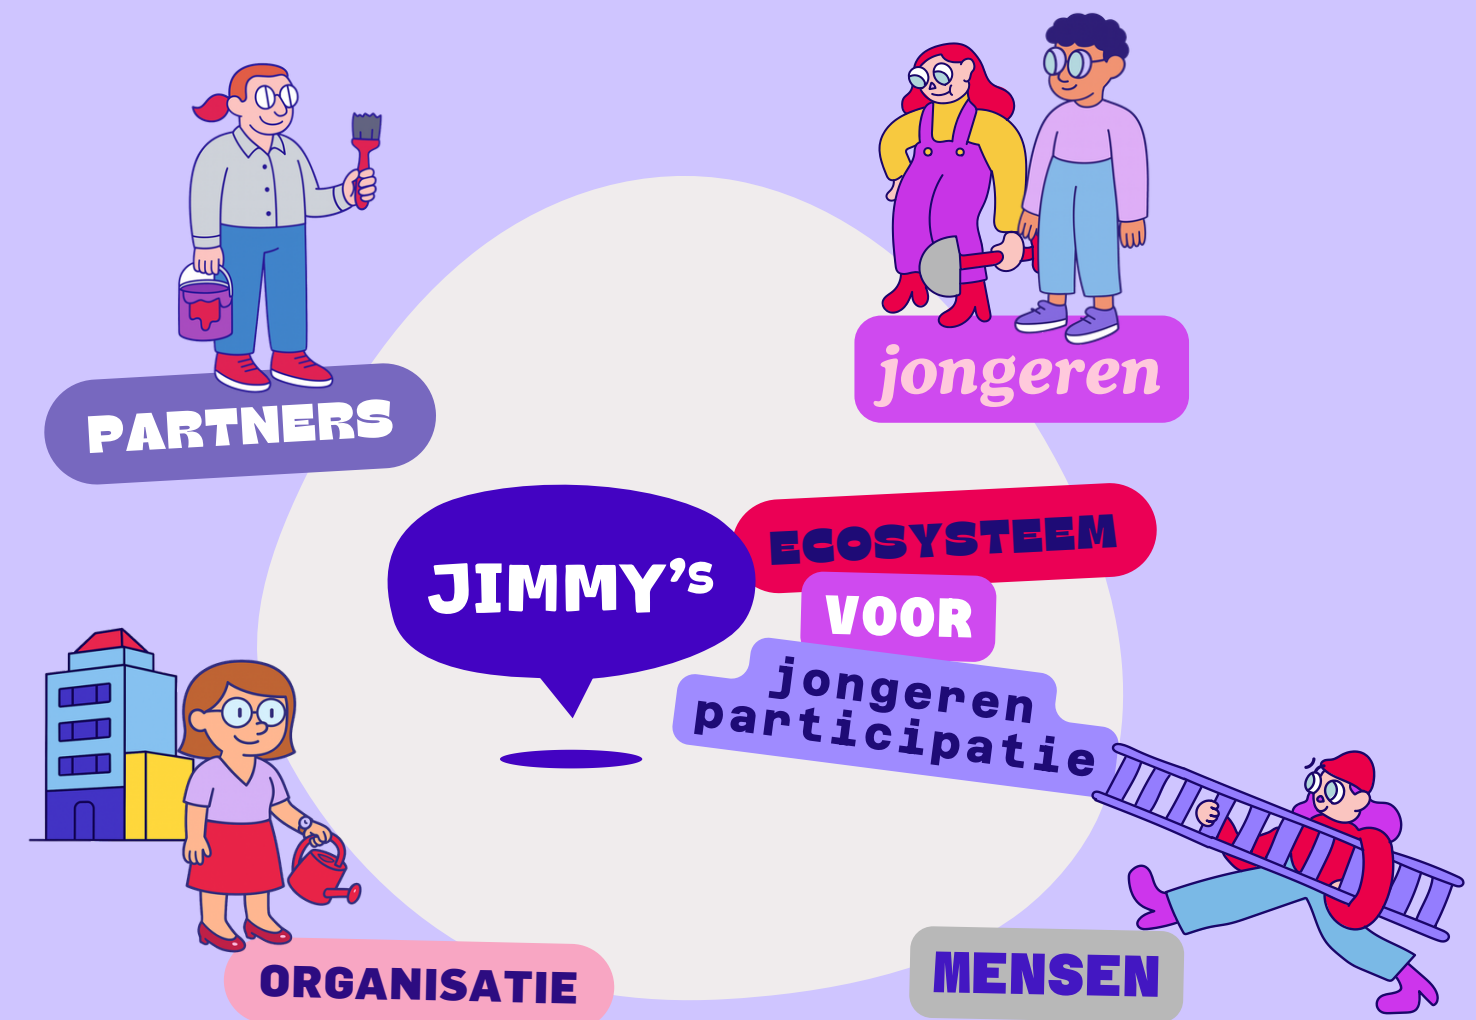 jongeren
PARTNERS
JIMMY's
ECOSYSTEEM
VOOR
jongeren
participatie
ORGANISATIE
MENSEN